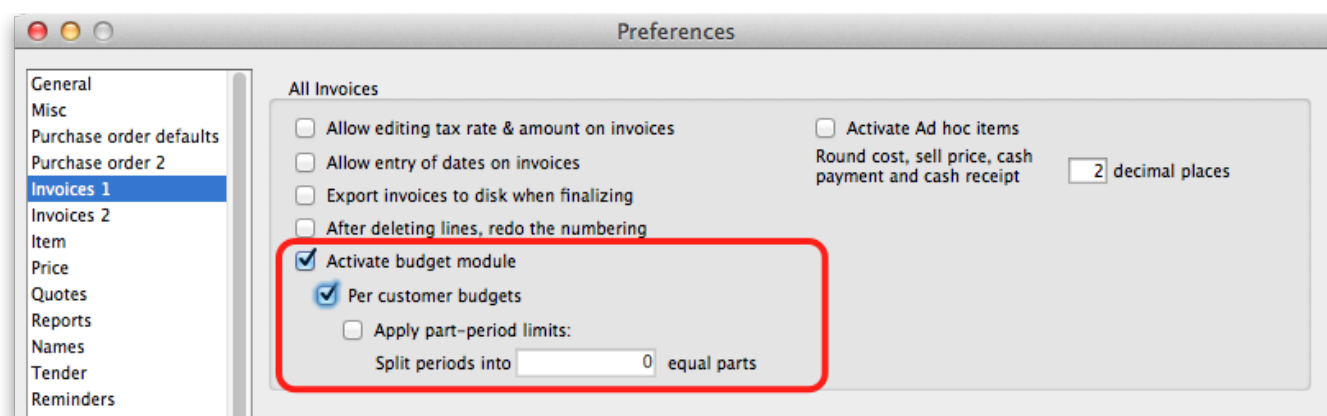 Preferences
General
Misc
Purchase order defaults
Purchase order 2
Invoices 1
Invoices 2
Item
Price
Quotes
Reports
Names
Tender
Reminders
All Invoices
Allow editing tax rate & amount on invoices
Allow entry of dates on invoices
Export invoices to disk when finalizing
After deleting lines, redo the numbering
Activate budget module
Per customer budgets
Apply part-period limits:
Split periods into 0 equal parts
Activate Ad hoc items
Round cost, sell price, cash
payment and cash receipt 2 decimal places